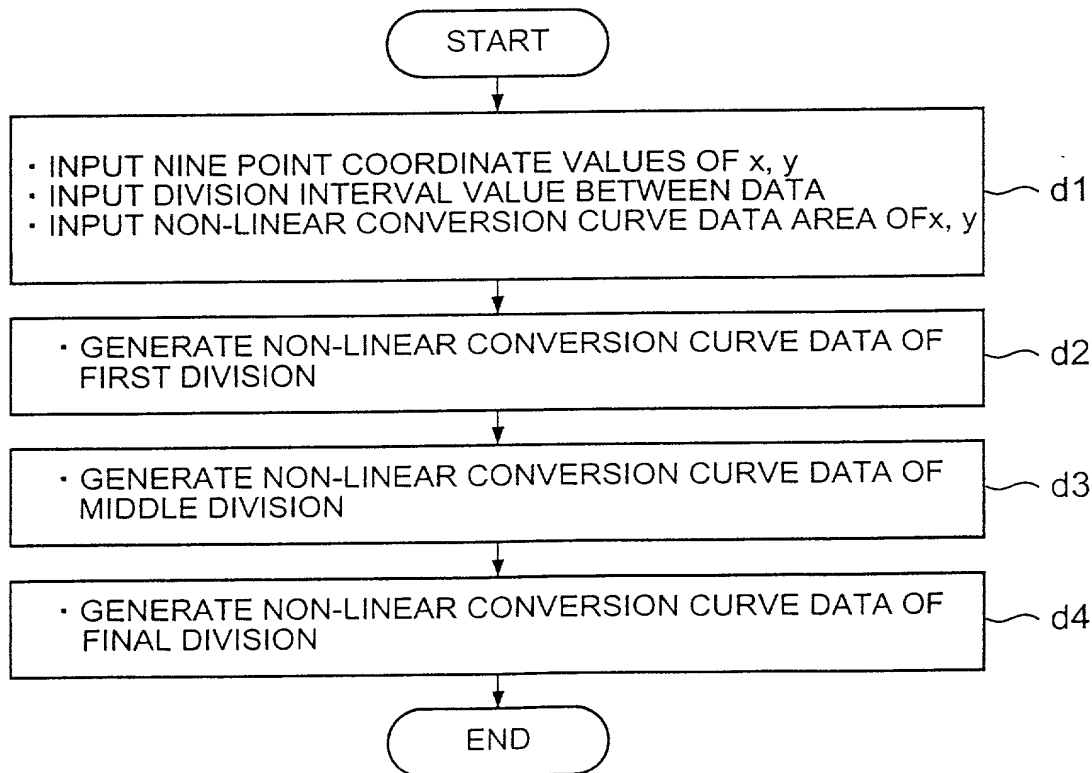 START
· INPUT NINE POINT COORDINATE VALUES OF x, y
· INPUT DIVISION INTERVAL VALUE BETWEEN DATA
· INPUT NON-LINEAR CONVERSION CURVE DATA AREA OFx, y
d1
· GENERATE NON-LINEAR CONVERSION CURVE DATA OF
FIRST DIVISION
d2
· GENERATE NON-LINEAR CONVERSION CURVE DATA OF
MIDDLE DIVISION
d3
· GENERATE NON-LINEAR CONVERSION CURVE DATA OF
FINAL DIVISION
d4
END